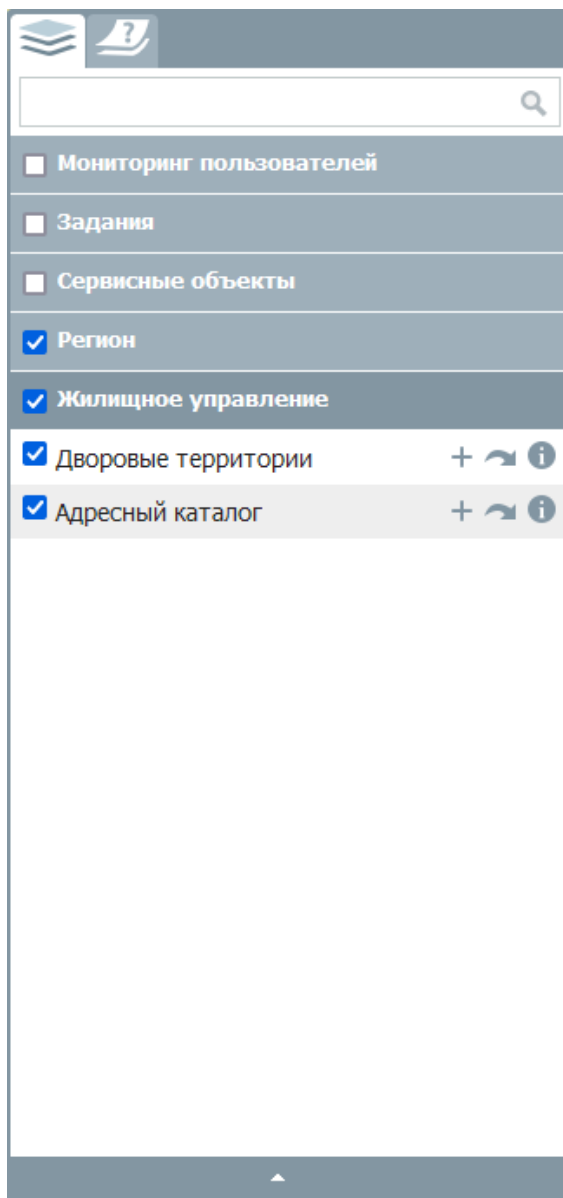 ?
Мониторинг пользователей
Задания
Сервисные объекты
Регион
Жилищное управление
Дворовые территории
Адресный каталог